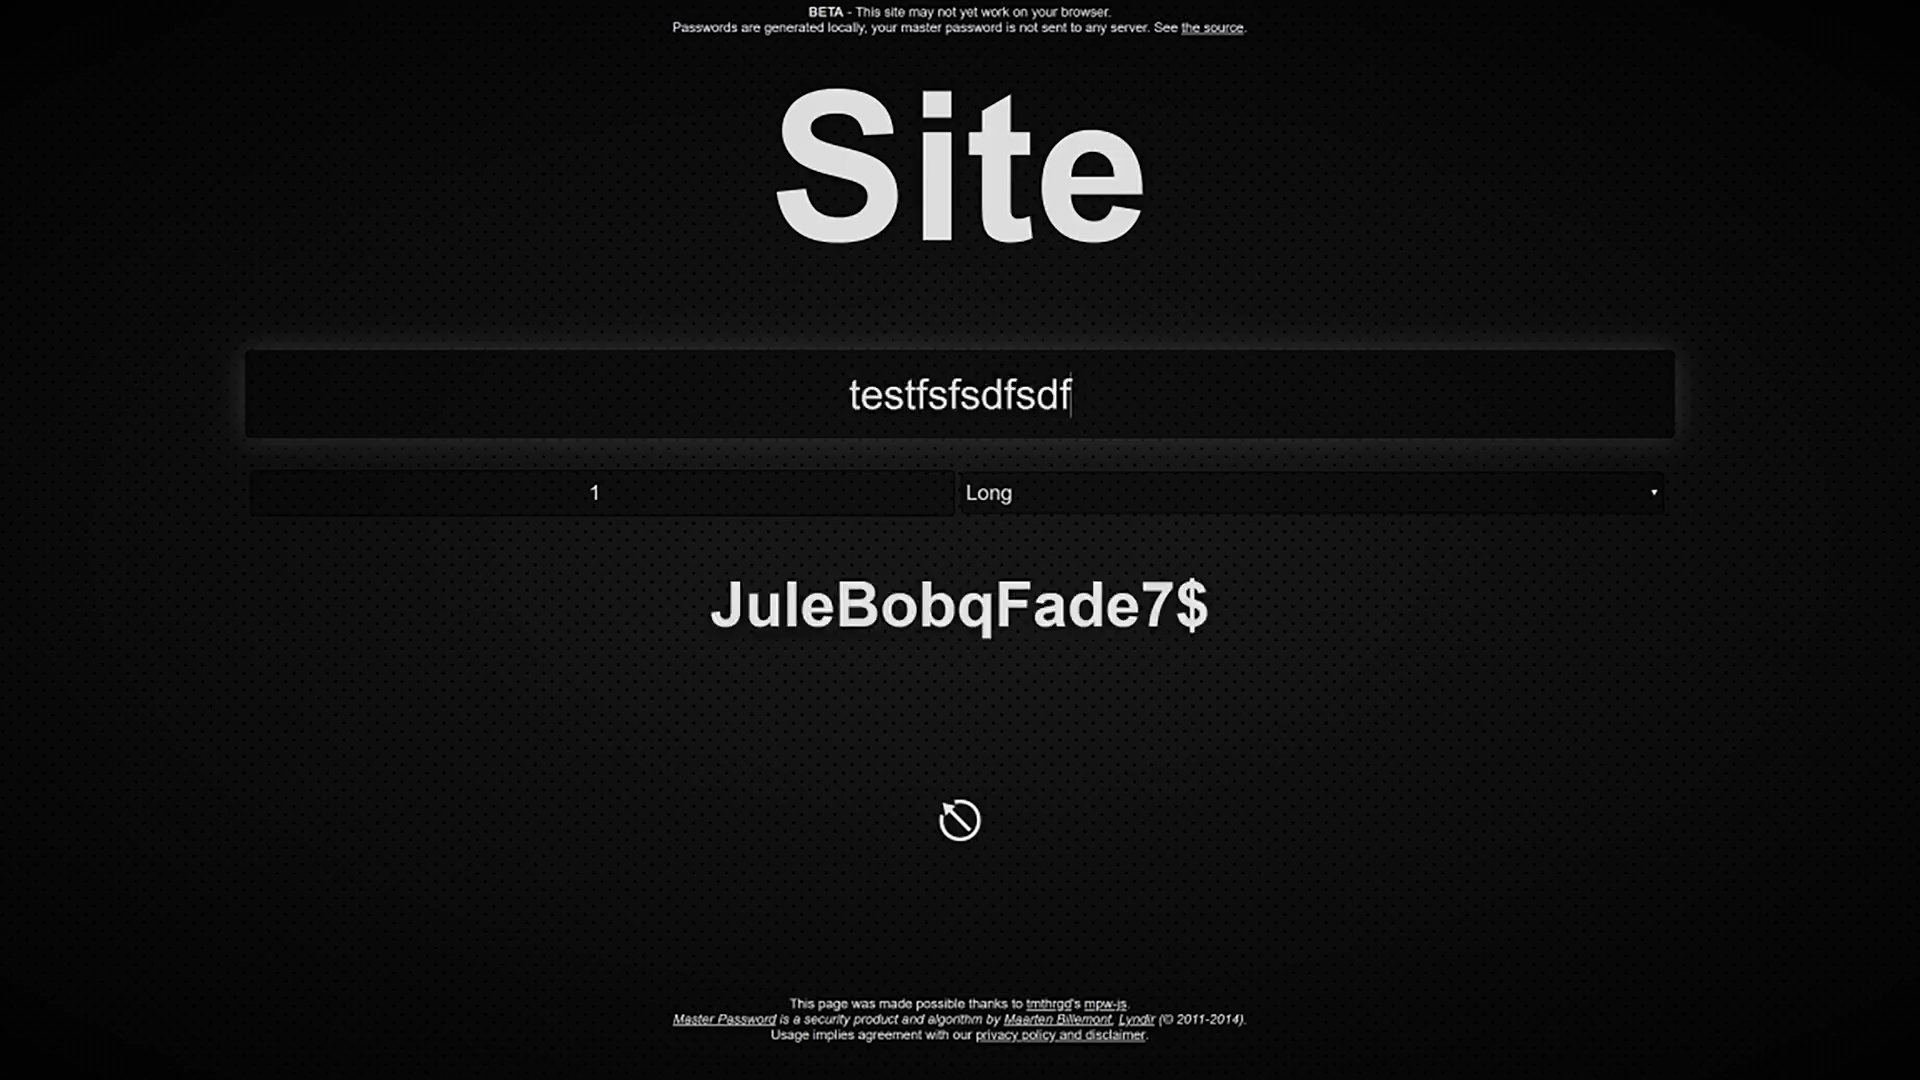 BETA - This site may not yet work on your browser.
Passwords are generated locally, your master password is not sent to any server. See the source.
Site
testfsfsdfsdf
1
Long
JuleBobqFade7$
This page was made possible thanks to tmthrgd's mpw-js.
Master Password is a security product and algorithm by Maarten Billemont, Lyndir (© 2011-2014).
Usage implies agreement with our privacy policy and disclaimer.